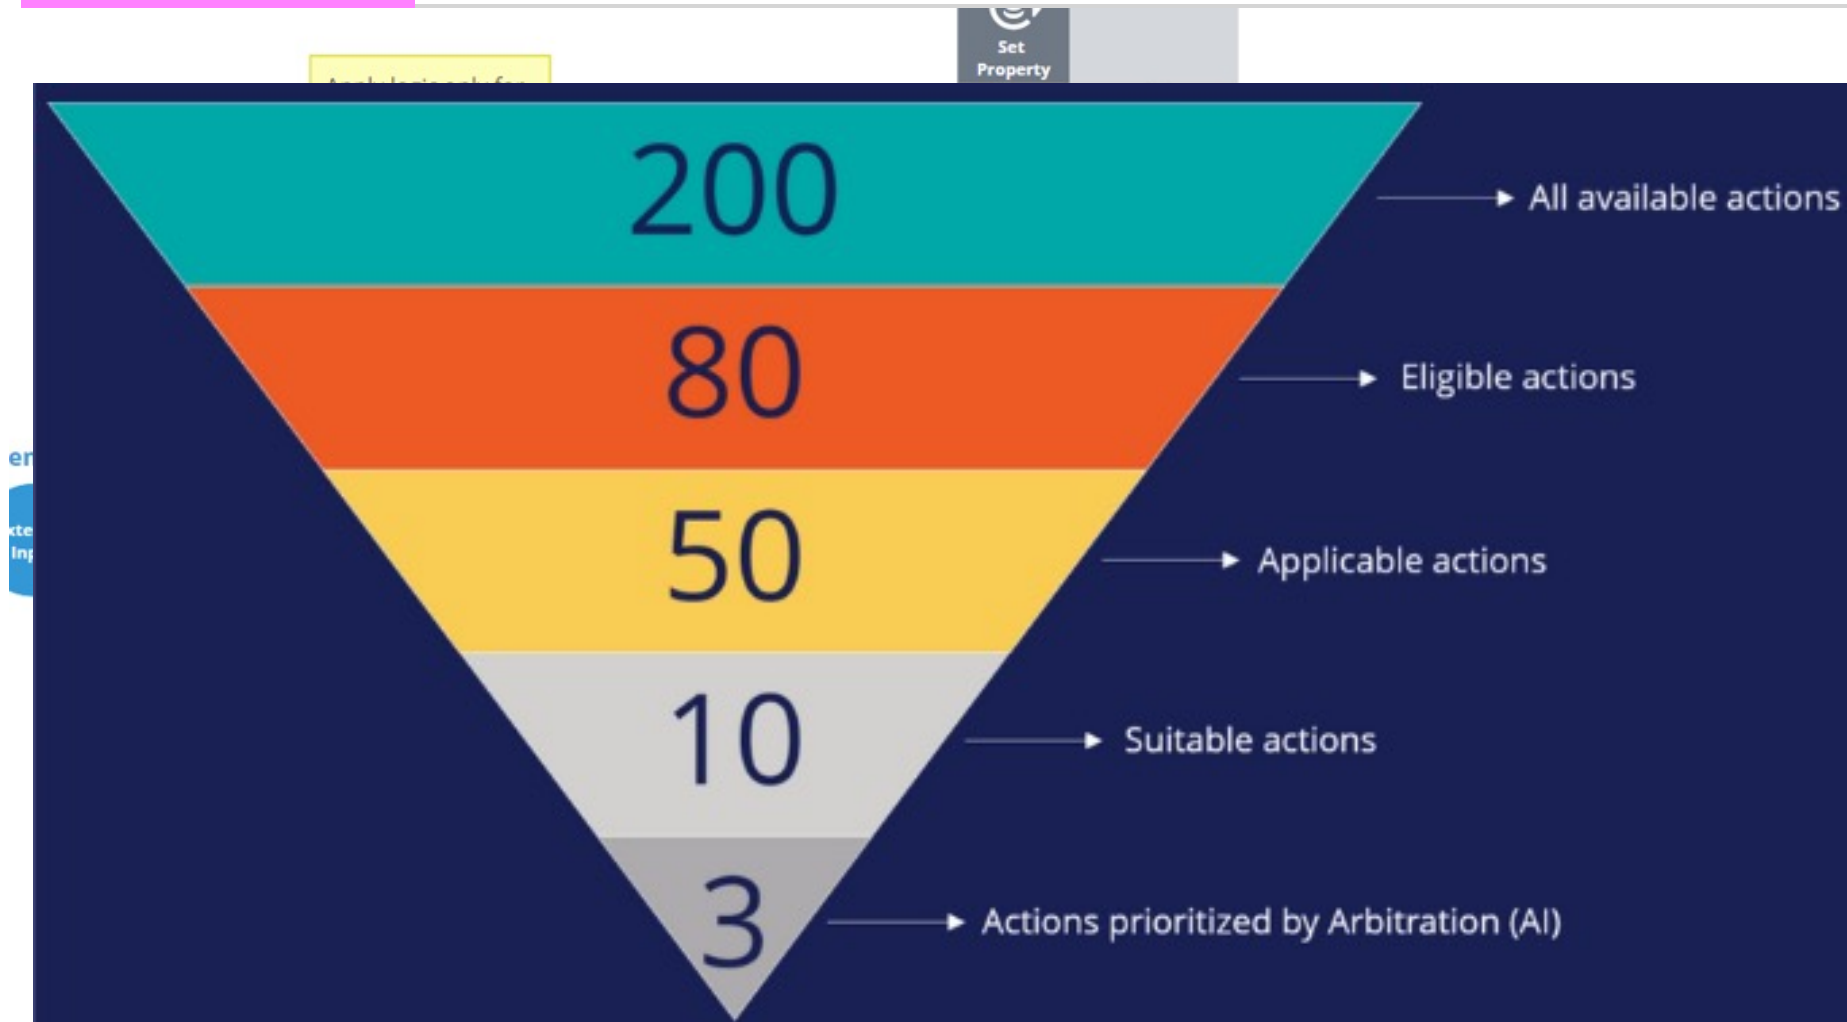 Set
Property
200
All available actions
80
Eligible actions
50
Applicable actions
10
Suitable actions
3
Actions prioritized by Arbitration (AI)